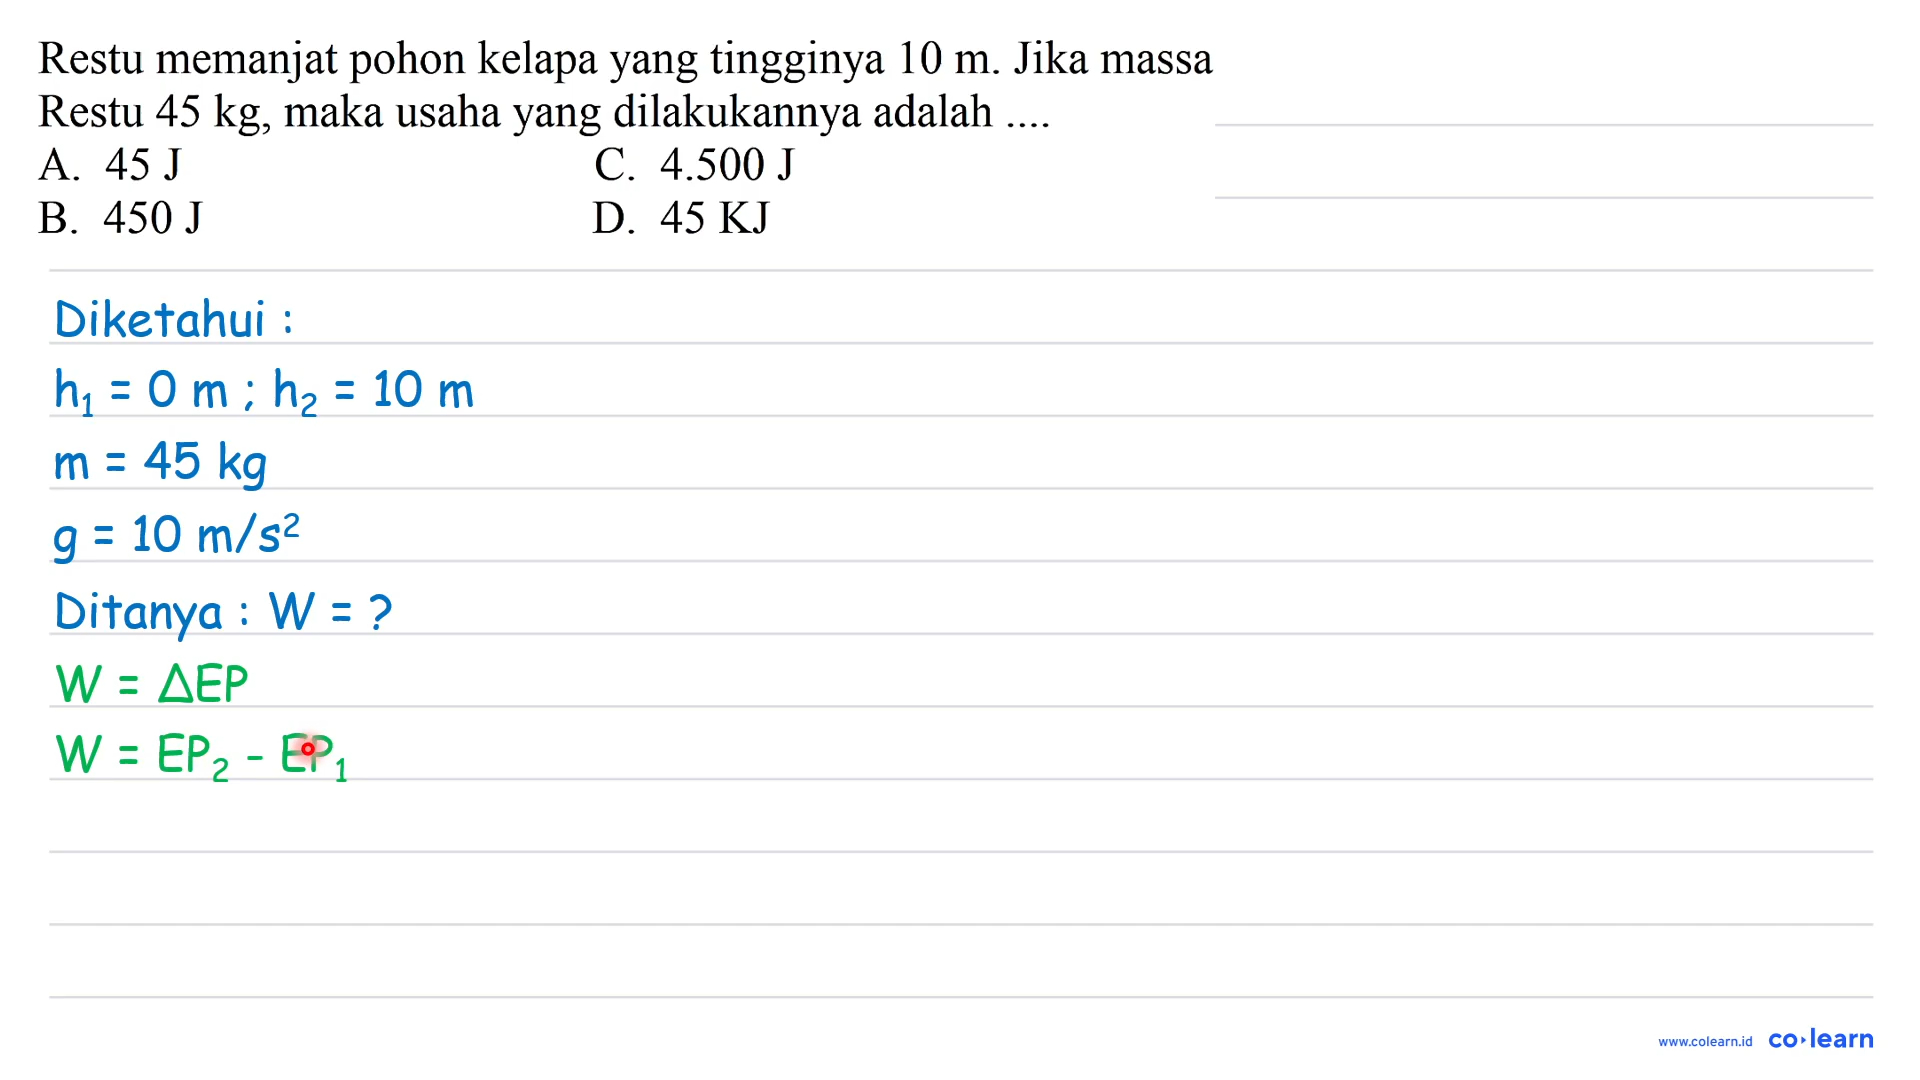 Restu memanjat pohon kelapa yang tingginya 10 m. Jika massa
Restu 45 kg, maka usaha yang dilakukannya adalah ....
A. 45 J C. 4.500 J
B. 450 J D. 45 KJ
Diketahui :
h₁ = 0 m ; h₂ = 10 m
m = 45 kg
g = 10 m/s²
Ditanya : W = ?
W = ΔEP
W = EP₂ - EP₁
www.colearn.id co·learn